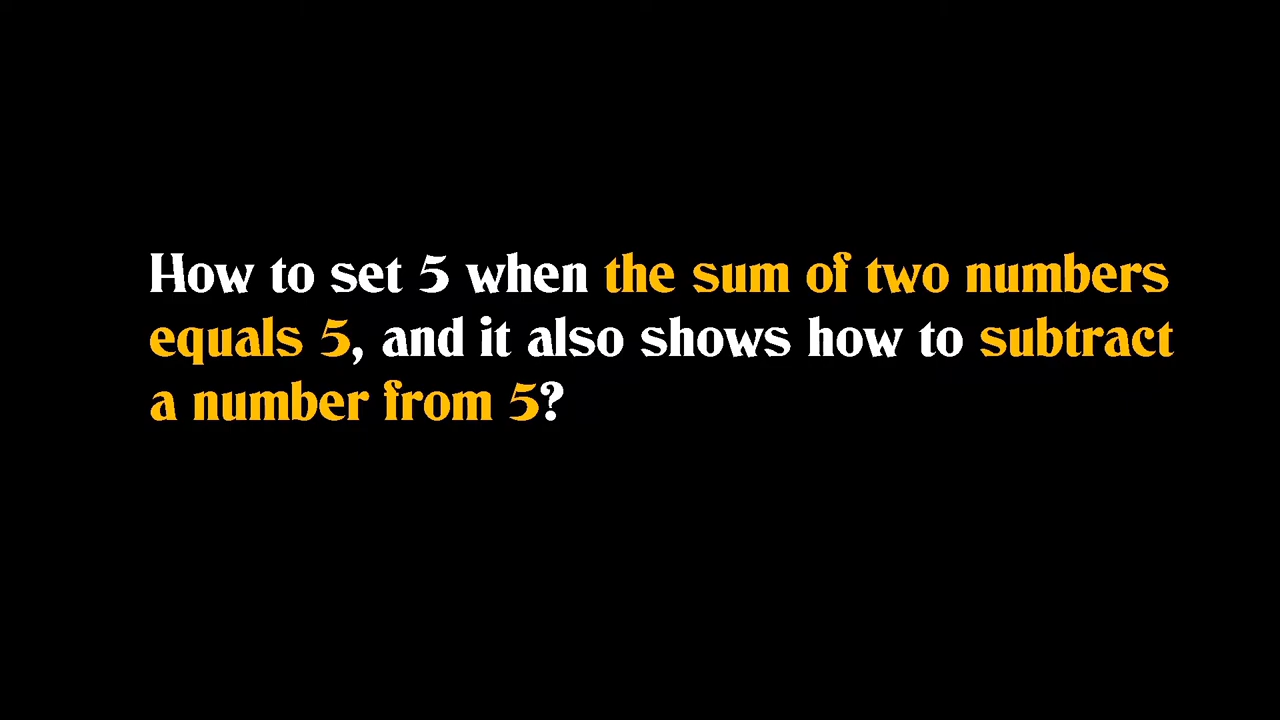 How to set 5 when the sum of two numbers
equals 5, and it also shows how to subtract
a number from 5?